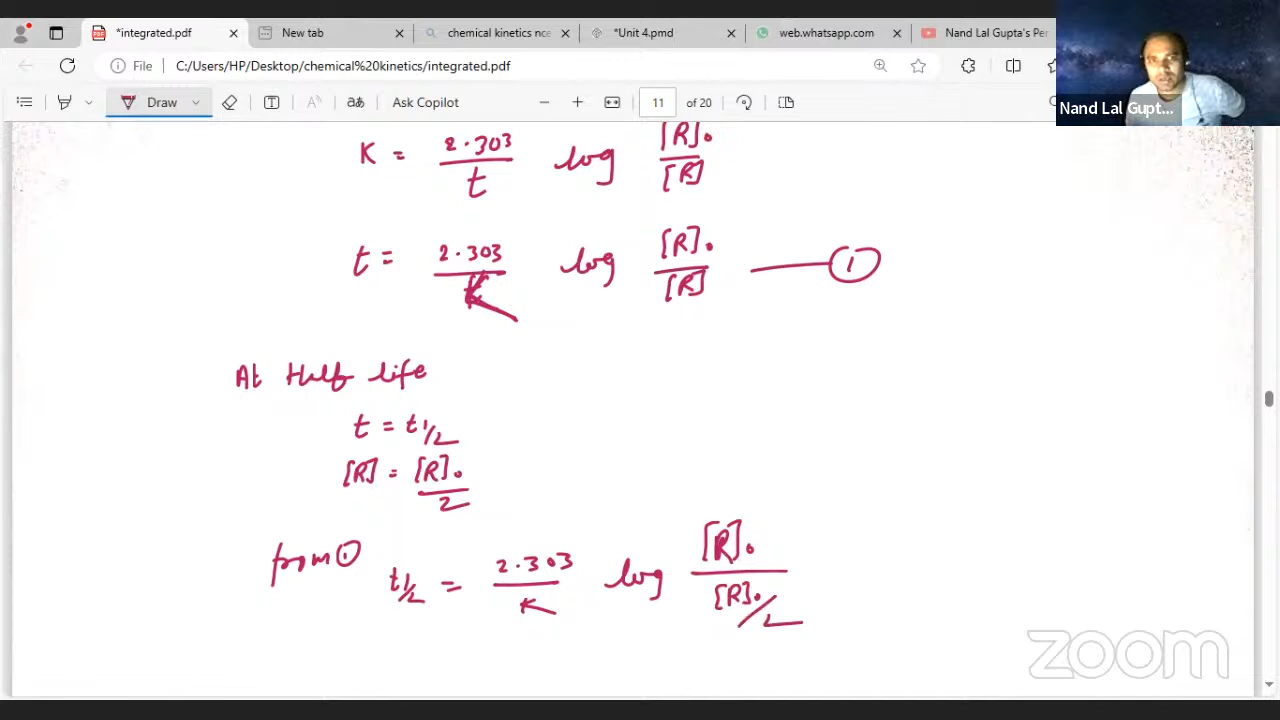 *integrated.pdf New tab chemical kinetics nce *Unit 4.pmd web.whatsapp.com Nand Lal Gupta's Per
File C:/Users/HP/Desktop/chemical%20kinetics/integrated.pdf
Draw Ask Copilot 11 of 20
Nand Lal Gupt...
K = 2.303/t log [R]₀/[R]
t = 2.303/K log [R]₀/[R] — ①
At Half life
t = t1/2
[R] = [R]₀/2
from ① t1/2 = 2.303/K log [R]₀/[R]₀/2
zoom